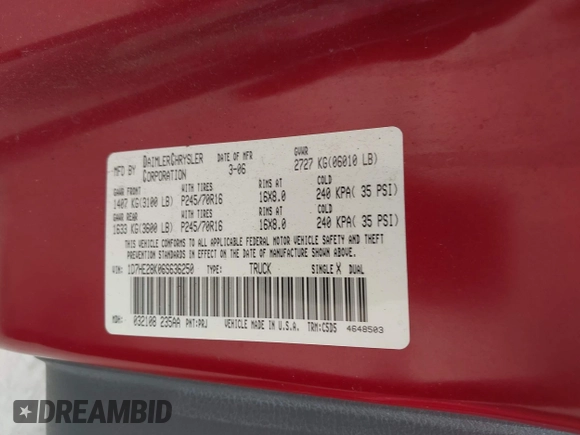 MFD BY DAIMLERCHRYSLER CORPORATION DATE OF MFR 3-06 GVWR 2727 KG(06010 LB)
GAWR FRONT WITH TIRES RIMS AT COLD
1407 KG(3100 LB) P245/70R16 16X8.0 240 KPA( 35 PSI)
GAWR REAR WITH TIRES RIMS AT COLD
1633 KG(3600 LB) P245/70R16 16X8.0 240 KPA( 35 PSI)
THIS VEHICLE CONFORMS TO ALL APPLICABLE FEDERAL MOTOR VEHICLE SAFETY AND THEFT
PREVENTION STANDARDS IN EFFECT ON THE DATE OF MANUFACTURE SHOWN ABOVE.
VIN: 1D7HE28K06S636250 TYPE: TRUCK SINGLE X DUAL
MDH: 032108 235AA PNT:PRJ VEHICLE MADE IN U.S.A. TRM:CSD5 4648503
DREAMBID